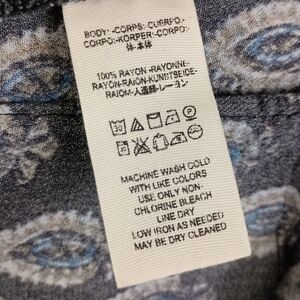 BODY:-CORPS:-CUERPO:-
CORPO:-KÖRPER-CORPO:-
体-本体
100% RAYON-RAYONNE-
RAYÓN-RAION-KUNSTSEIDE-
RAIOM-人造絲-レーヨン
30
MACHINE WASH COLD
WITH LIKE COLORS
USE ONLY NON-
CHLORINE BLEACH
LINE DRY
LOW IRON AS NEEDED
MAY BE DRY CLEANED